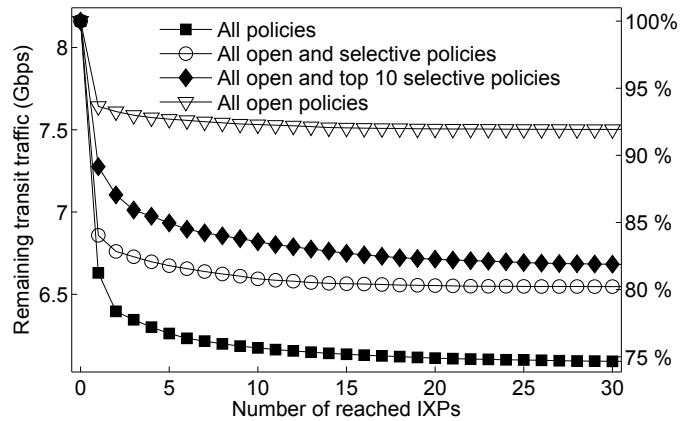 All policies
All open and selective policies
All open and top 10 selective policies
All open policies
Remaining transit traffic (Gbps)
8
7.5
7
6.5
100%
95%
90 %
85 %
80 %
75 %
0 5 10 15 20 25 30
Number of reached IXPs